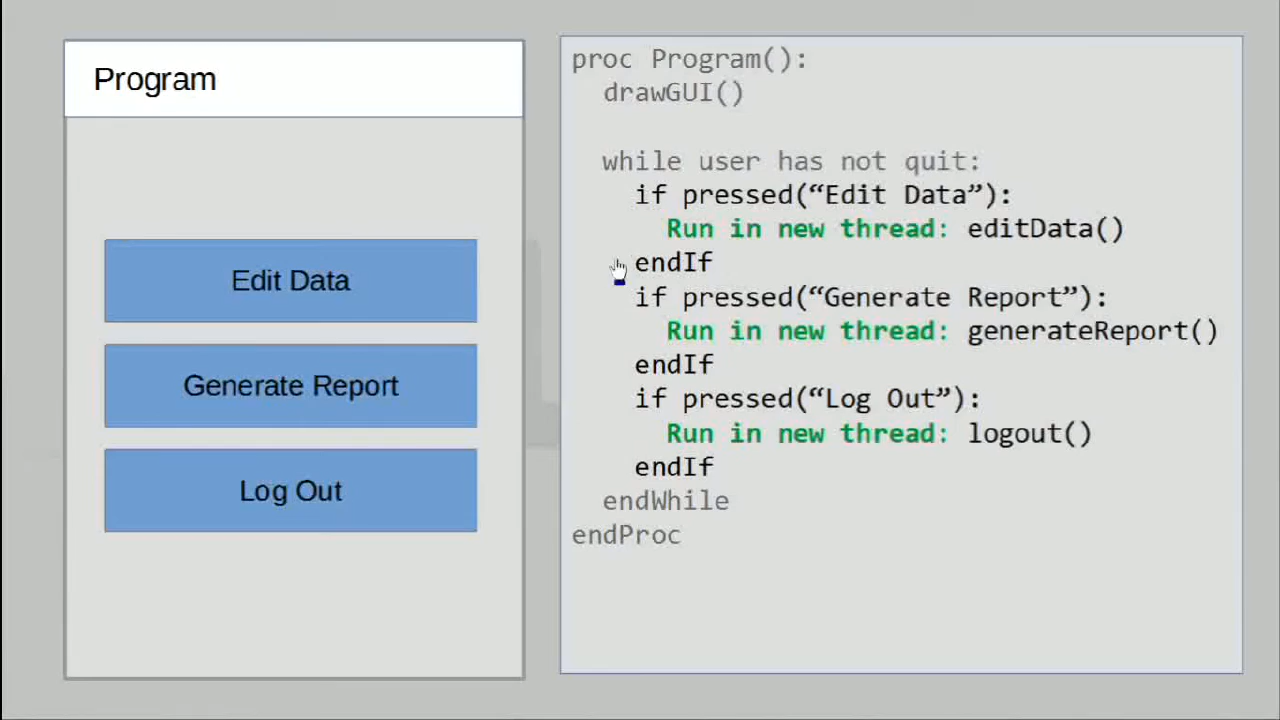 Program
Edit Data
Generate Report
Log Out
proc Program():
drawGUI()
while user has not quit:
if pressed(“Edit Data”):
Run in new thread: editData()
endIf
if pressed(“Generate Report”):
Run in new thread: generateReport()
endIf
if pressed(“Log Out”):
Run in new thread: logout()
endIf
endWhile
endProc